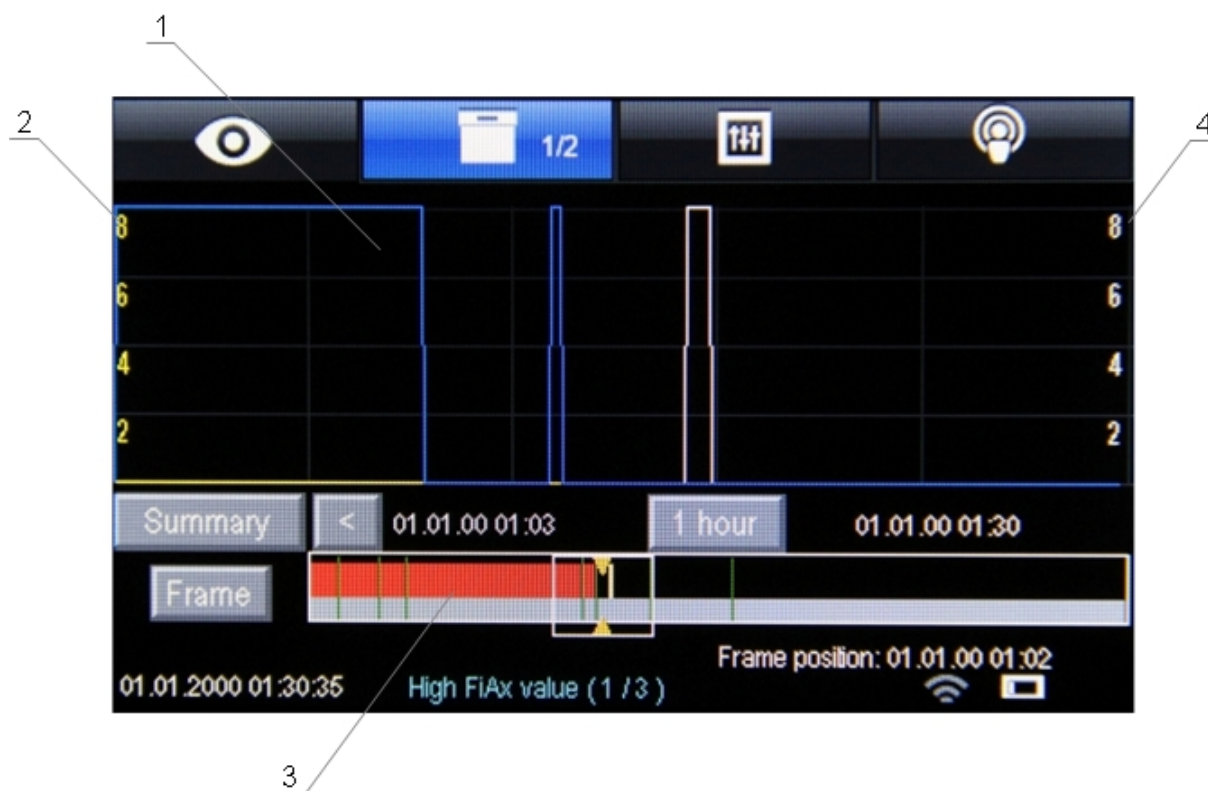 1
2
4
1/2
8 8
6 6
4 4
2 2
Summary < 01.01.00 01:03 1 hour 01.01.00 01:30
Frame
Frame position: 01.01.00 01:02
01.01.2000 01:30:35 High FiAx value ( 1 / 3 )
3